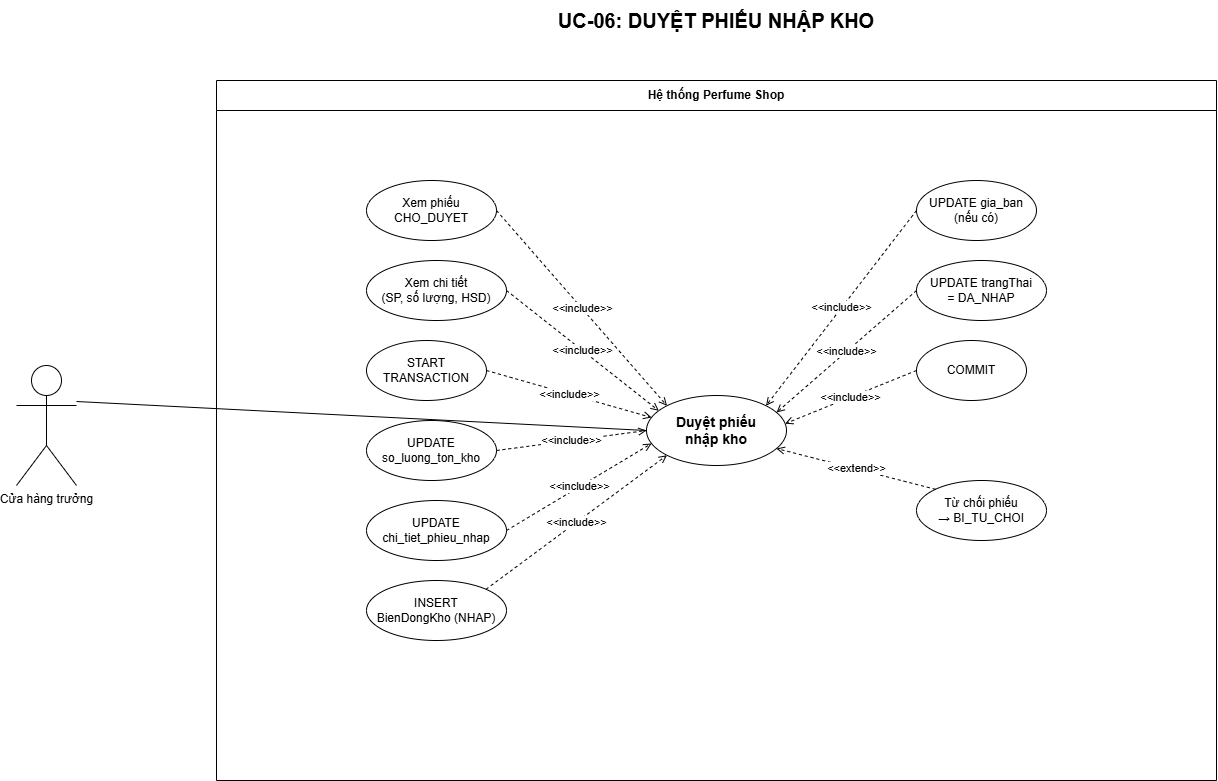 UC-06: DUYỆT PHIẾU NHẬP KHO
Hệ thống Perfume Shop
Xem phiếu
CHO_DUYET
Xem chi tiết
(SP, số lượng, HSD)
START
TRANSACTION
UPDATE
so_luong_ton_kho
UPDATE
chi_tiet_phieu_nhap
INSERT
BienDongKho (NHAP)
<<include>>
<<include>>
<<include>>
<<include>>
<<include>>
<<include>>
Cửa hàng trưởng
Duyệt phiếu
nhập kho
<<include>>
<<include>>
<<include>>
<<extend>>
UPDATE gia_ban
(nếu có)
UPDATE trangThai
= DA_NHAP
COMMIT
Từ chối phiếu
→ BI_TU_CHOI